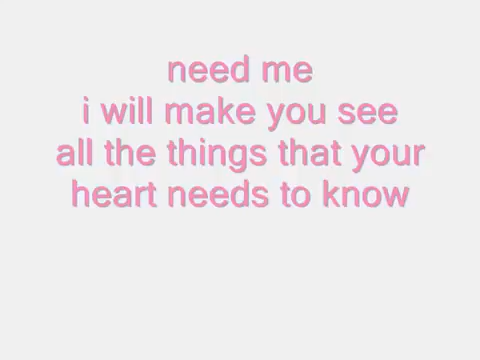 need me
i will make you see
all the things that your
heart needs to know